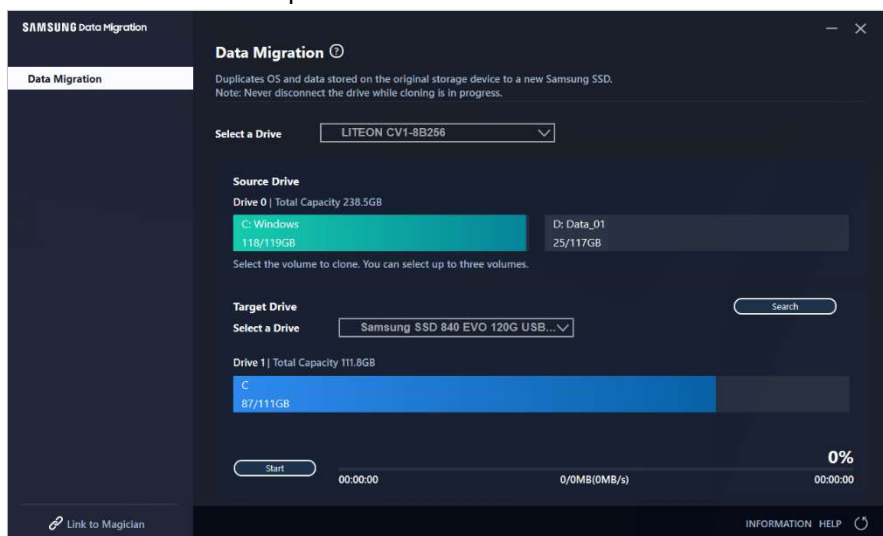 SAMSUNG Data Migration
Data Migration
Data Migration ?
Duplicates OS and data stored on the original storage device to a new Samsung SSD.
Note: Never disconnect the drive while cloning is in progress.
Select a Drive LITEON CV1-8B256
Source Drive
Drive 0 | Total Capacity 238.5GB
C: Windows D: Data_01
118/119GB 25/117GB
Select the volume to clone. You can select up to three volumes.
Target Drive Search
Select a Drive Samsung SSD 840 EVO 120G USB...
Drive 1 | Total Capacity 111.8GB
C
87/111GB
0%
Start
00:00:00 0/0MB(0MB/s) 00:00:00
Link to Magician INFORMATION HELP